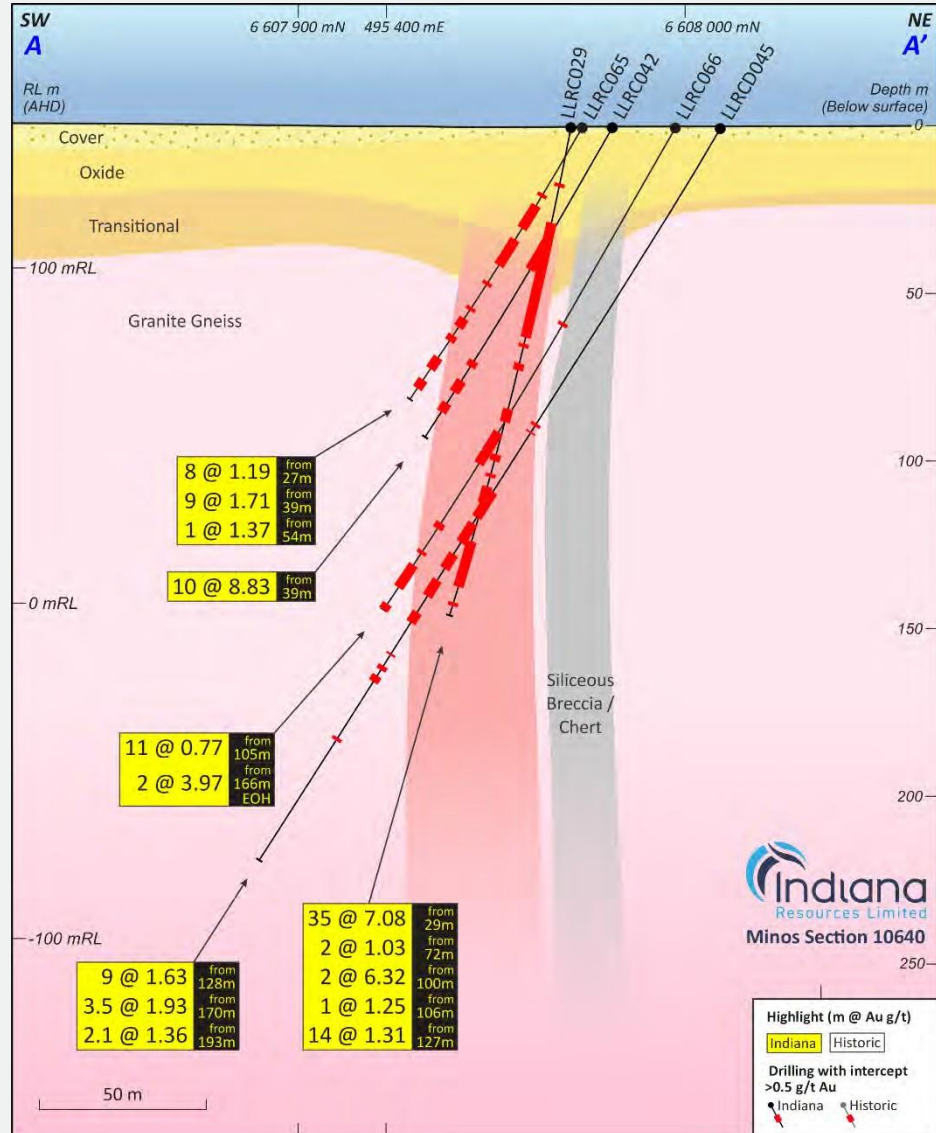 SW
A
6 607 900 mN
495 400 mE
6 608 000 mN
NE
A'
RL m
(AHD)
Depth m
(Below surface)
LLRC029
LLRC065
LLRC042
LLRC066
LLRCD045
0
Cover
Oxide
Transitional
100 mRL
50
Granite Gneiss
100
8 @ 1.19 from 27m
9 @ 1.71 from 39m
1 @ 1.37 from 54m
10 @ 8.83 from 39m
0 mRL
150
Siliceous
Breccia /
Chert
11 @ 0.77 from 105m
2 @ 3.97 from 166m EOH
200
Indiana
Resources Limited
Minos Section 10640
35 @ 7.08 from 29m
2 @ 1.03 from 72m
2 @ 6.32 from 100m
1 @ 1.25 from 106m
14 @ 1.31 from 127m
-100 mRL
250
9 @ 1.63 from 128m
3.5 @ 1.93 from 170m
2.1 @ 1.36 from 193m
50 m
Highlight (m @ Au g/t)
Indiana Historic
Drilling with intercept
>0.5 g/t Au
Indiana Historic